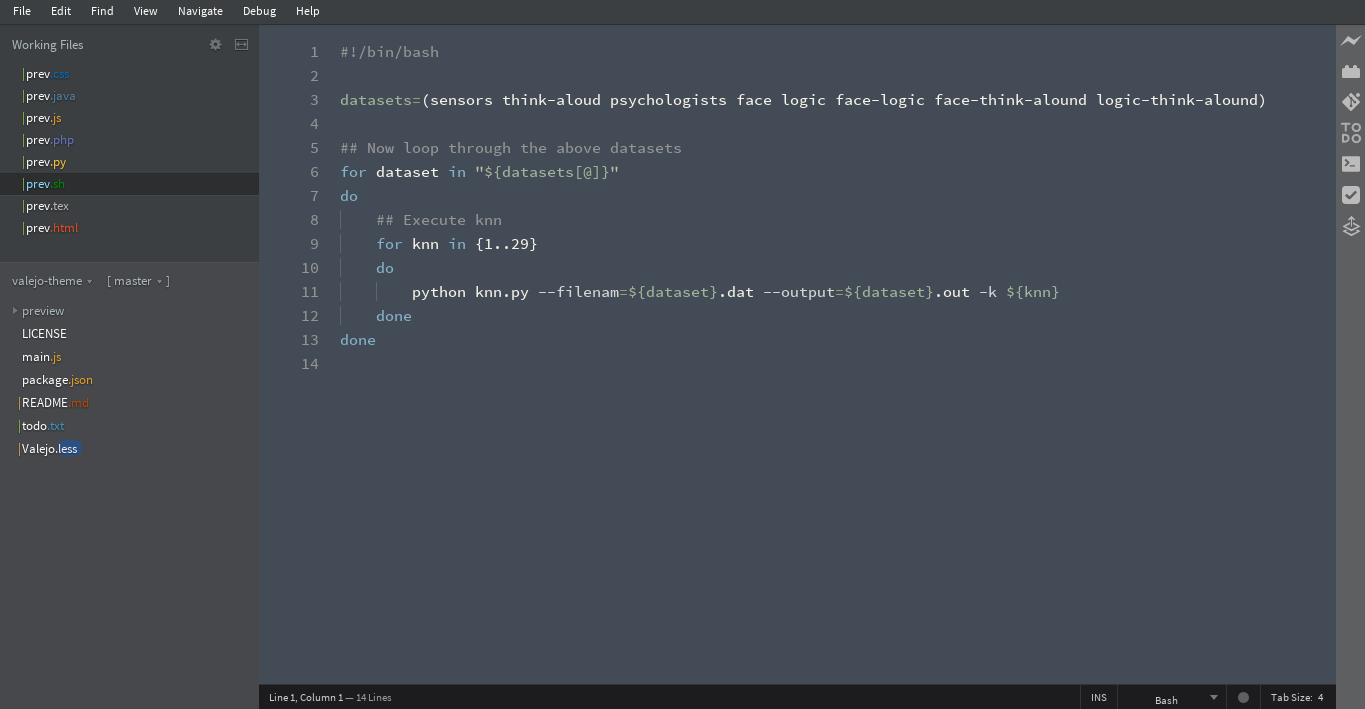 File Edit Find View Navigate Debug Help
Working Files
prev.css
prev.java
prev.js
prev.php
prev.py
prev.sh
prev.tex
prev.html
valejo-theme [ master ]
preview
LICENSE
main.js
package.json
README.md
todo.txt
Valejo.less
1 #!/bin/bash
2
3 datasets=(sensors think-aloud psychologists face logic face-logic face-think-alound logic-think-alound)
4
5 ## Now loop through the above datasets
6 for dataset in "${datasets[@]}"
7 do
8 ## Execute knn
9 for knn in {1..29}
10 do
11 python knn.py --filenam=${dataset}.dat --output=${dataset}.out -k ${knn}
12 done
13 done
14
TO
DO
Line 1, Column 1 — 14 Lines INS Bash Tab Size: 4